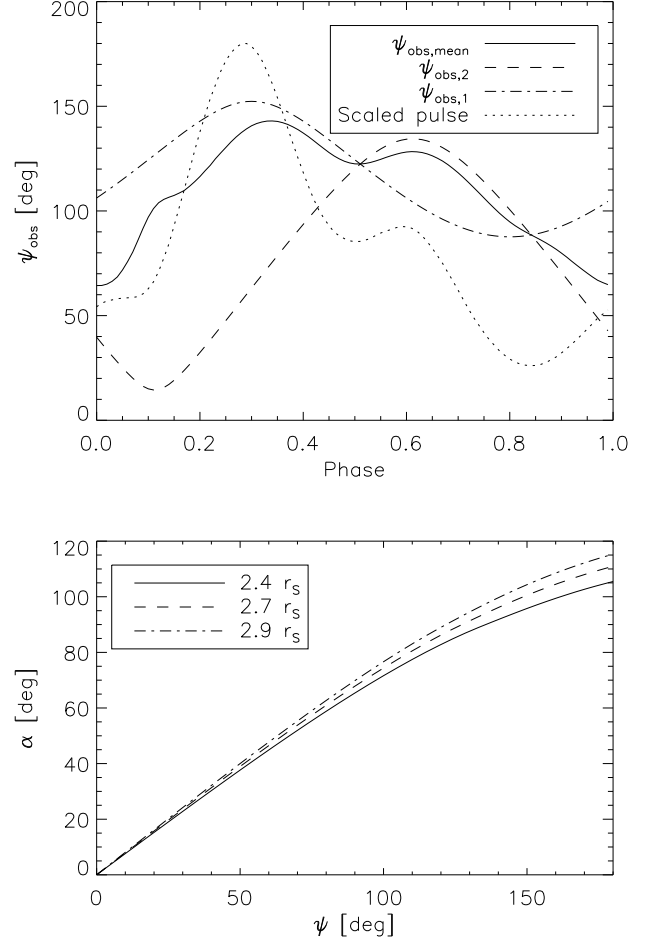 200
150
100
50
0
ψobs [deg]
ψobs,mean
ψobs,2
ψobs,1
Scaled pulse
0.0 0.2 0.4 0.6 0.8 1.0
Phase
120
100
80
60
40
20
0
α [deg]
2.4 rS
2.7 rS
2.9 rS
0 50 100 150
ψ [deg]